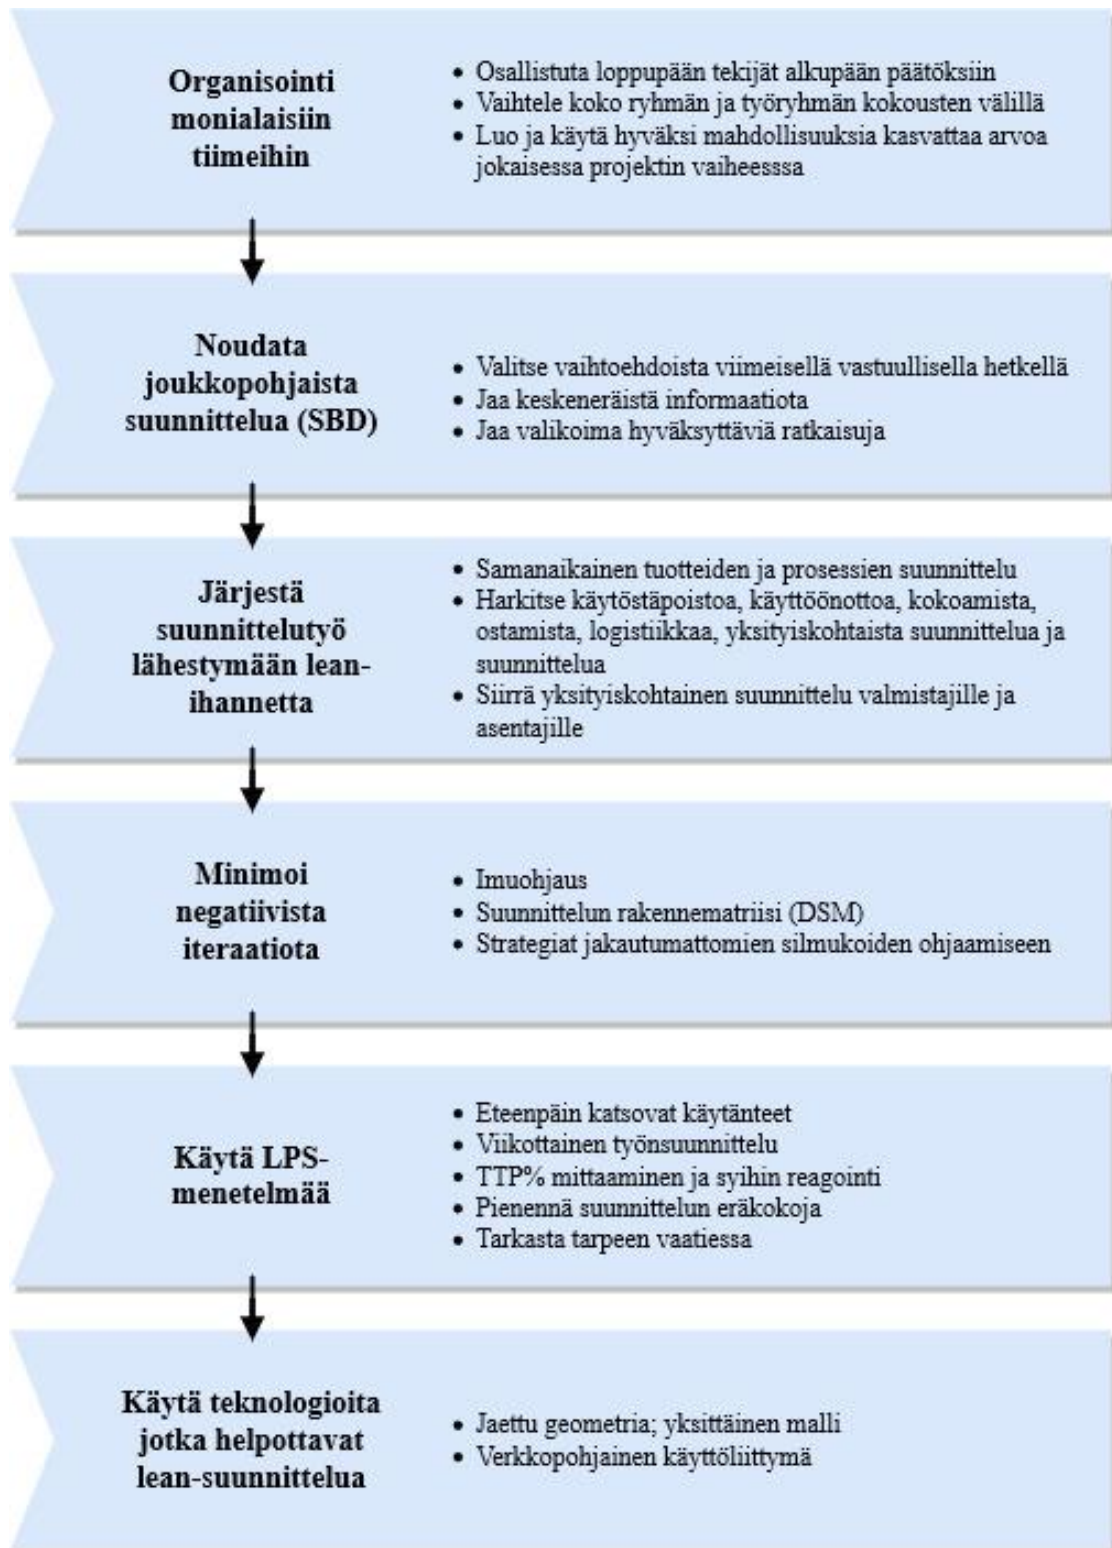 Organisointi
monialaisiin
tiimeihin
• Osallistuta loppupään tekijät alkupään päätöksiin
• Vaihtele koko ryhmän ja työryhmän kokousten välillä
• Luo ja käytä hyväksi mahdollisuuksia kasvattaa arvoa
jokaisessa projektin vaiheesssa
Noudata
joukkopohjaista
suunnittelua (SBD)
• Valitse vaihtoehdoista viimeisellä vastuullisella hetkellä
• Jaa keskeneräistä informaatiota
• Jaa valikoima hyväksyttäviä ratkaisuja
Järjestä
suunnittelutyö
lähestymään lean-
ihannetta
• Samanaikainen tuotteiden ja prosessien suunnittelu
• Harkitse käytöstäpoistoa, käyttöönottoa, kokoamista,
ostamista, logistiikkaa, yksityiskohtaista suunnittelua ja
suunnittelua
• Siirrä yksityiskohtainen suunnittelu valmistajille ja
asentajille
Minimoi
negatiivista
iteraatiota
• Imuohjaus
• Suunnittelun rakennematriisi (DSM)
• Strategiat jakautumattomien silmukoiden ohjaamiseen
Käytä LPS-
menetelmää
• Eteenpäin katsovat käytänteet
• Viikottainen työnsuunnittelu
• TTP% mittaaminen ja syihin reagointi
• Pienennä suunnittelun eräkokoja
• Tarkasta tarpeen vaatiessa
Käytä teknologioita
jotka helpottavat
lean-suunnittelua
• Jaettu geometria; yksittäinen malli
• Verkkopohjainen käyttöliittymä